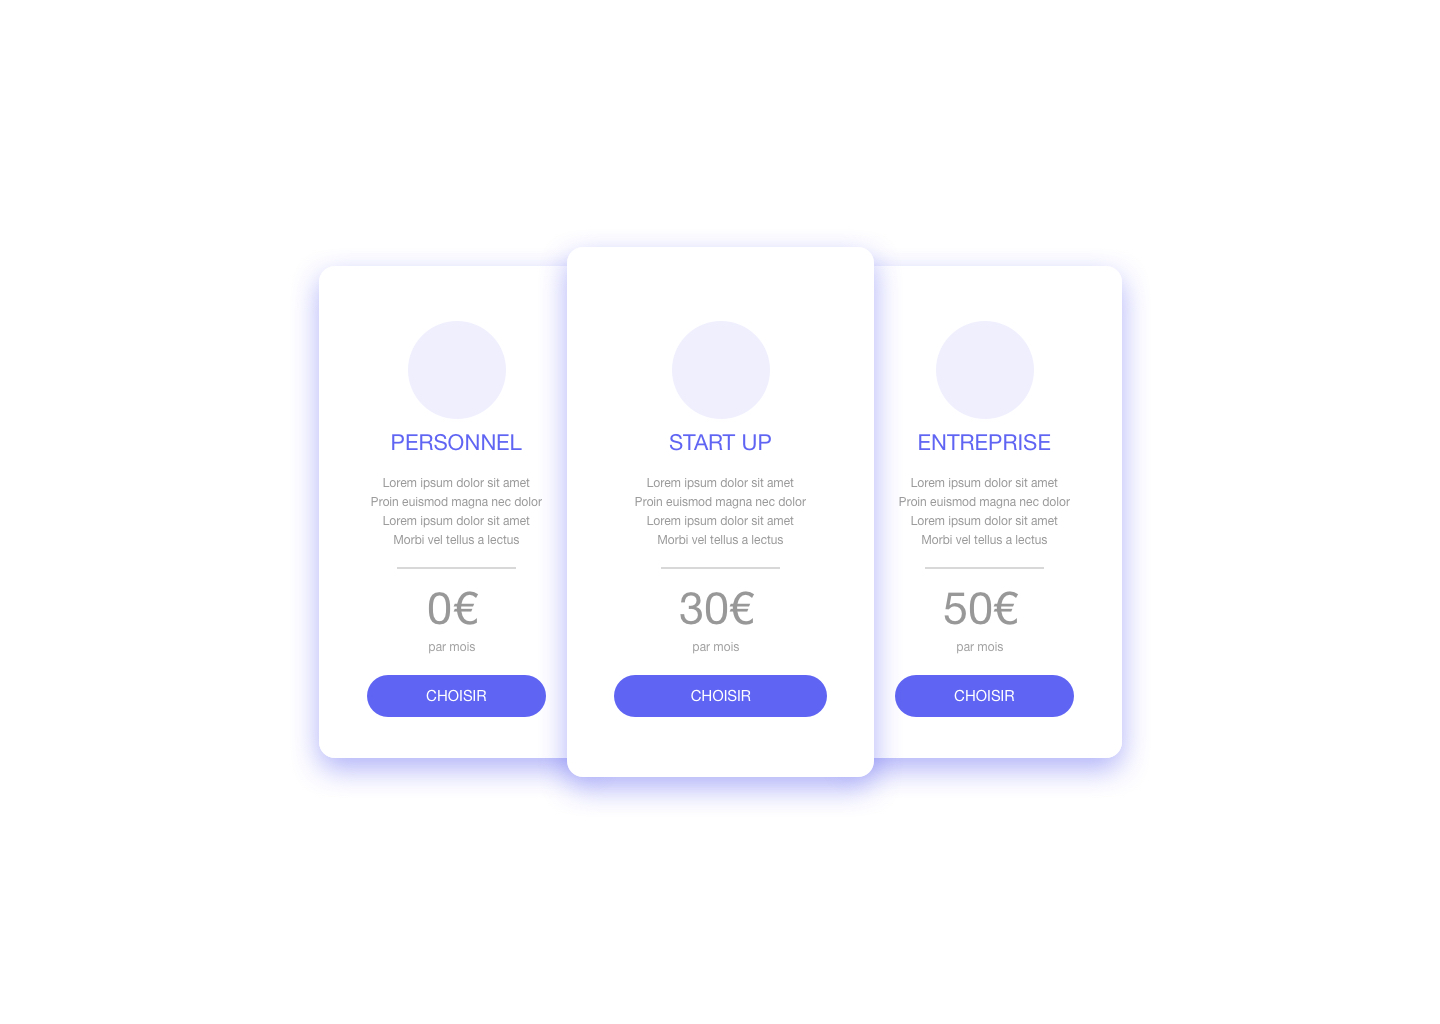 PERSONNEL
Lorem ipsum dolor sit amet
Proin euismod magna nec dolor
Lorem ipsum dolor sit amet
Morbi vel tellus a lectus
0€
par mois
CHOISIR
START UP
Lorem ipsum dolor sit amet
Proin euismod magna nec dolor
Lorem ipsum dolor sit amet
Morbi vel tellus a lectus
30€
par mois
CHOISIR
ENTREPRISE
Lorem ipsum dolor sit amet
Proin euismod magna nec dolor
Lorem ipsum dolor sit amet
Morbi vel tellus a lectus
50€
par mois
CHOISIR